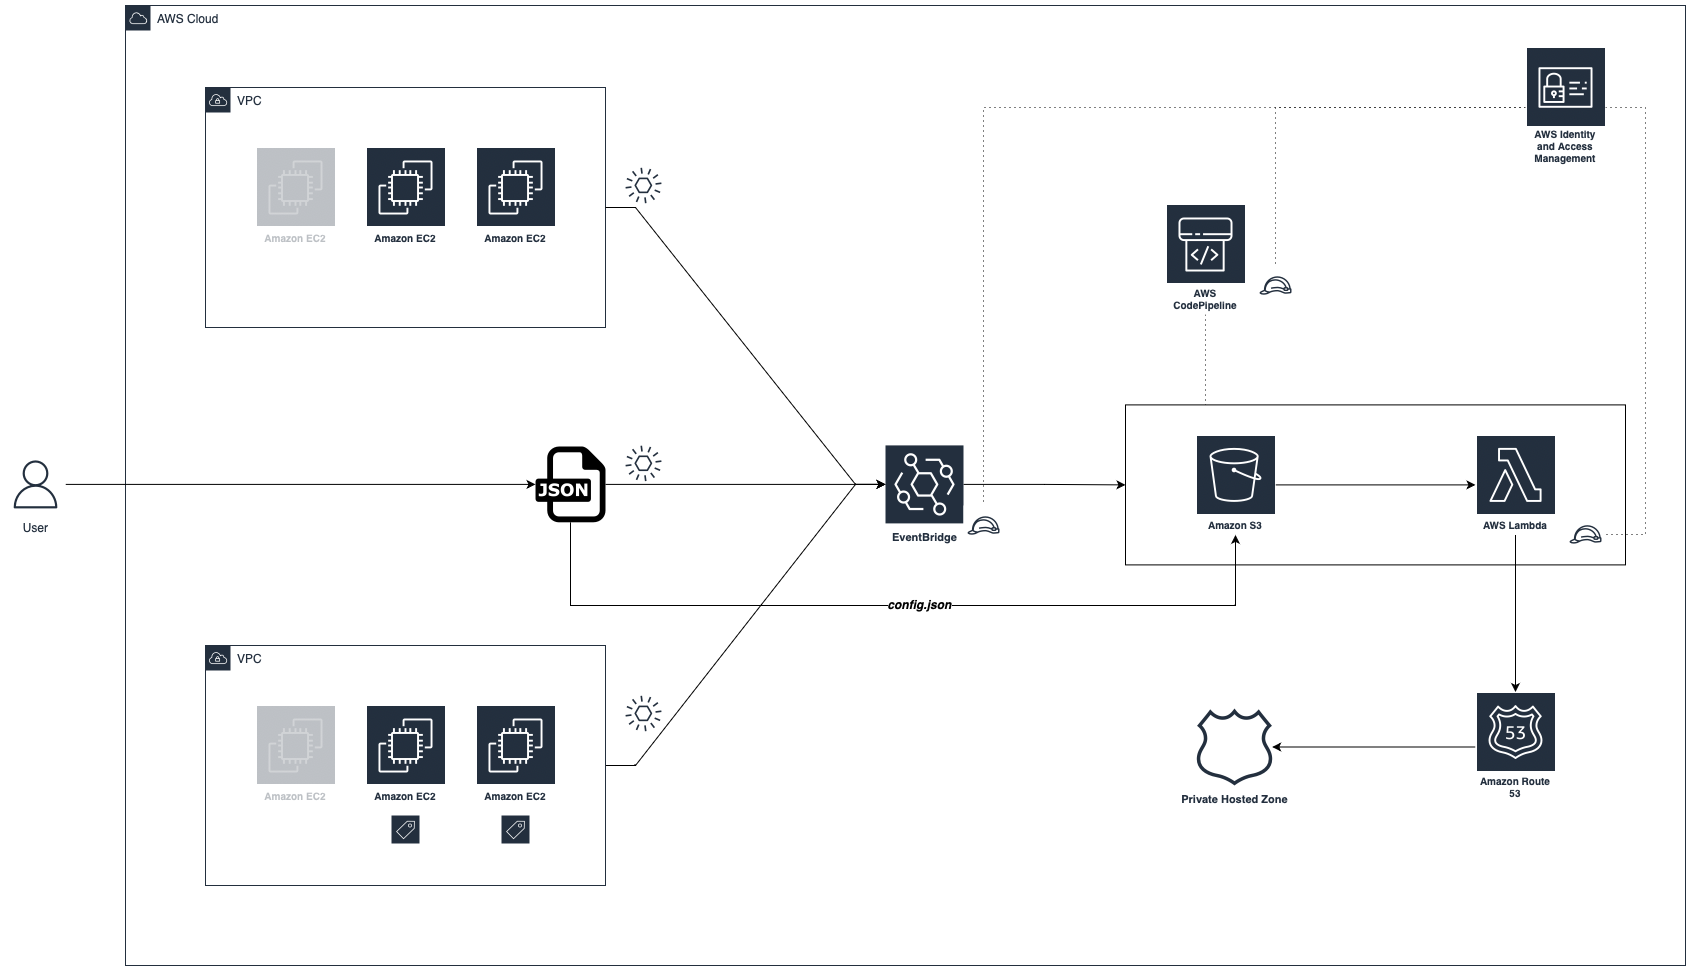 AWS Cloud
AWS Identity
and Access
Management
VPC
Amazon EC2
Amazon EC2
Amazon EC2
AWS
CodePipeline
</>
User
JSON
EventBridge
Amazon S3
AWS Lambda
config.json
VPC
Amazon EC2
Amazon EC2
Amazon EC2
53
Amazon Route
53
Private Hosted Zone